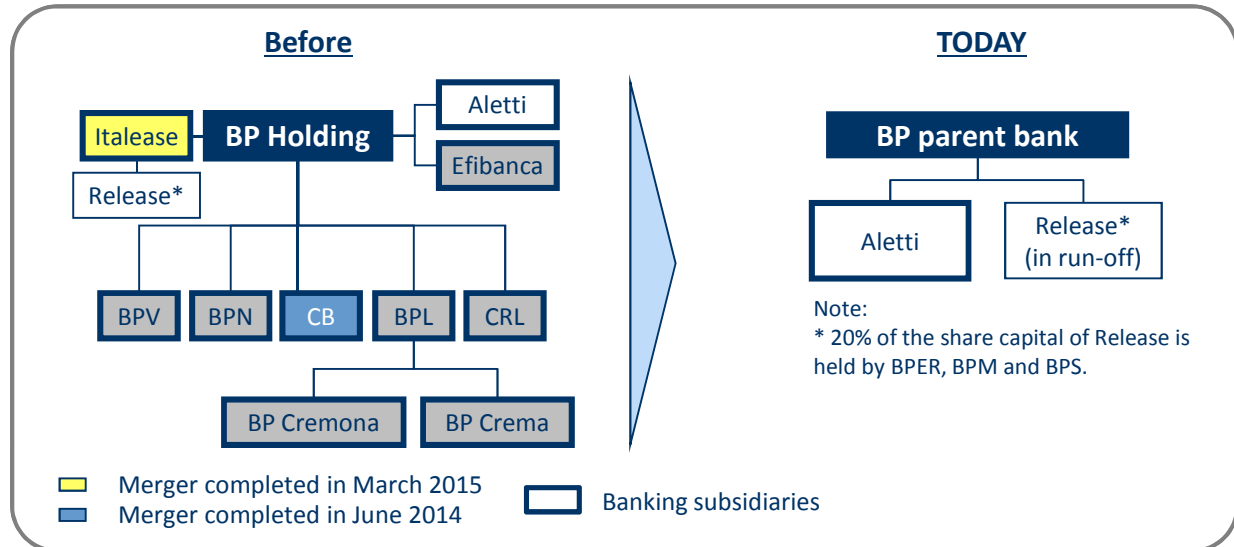 Before
TODAY
Aletti
Italease
BP Holding
Efibanca
Release*
BP parent bank
Aletti
Release*
(in run-off)
BPV
BPN
CB
BPL
CRL
Note:
* 20% of the share capital of Release is
held by BPER, BPM and BPS.
BP Cremona
BP Crema
Merger completed in March 2015
Merger completed in June 2014
Banking subsidiaries